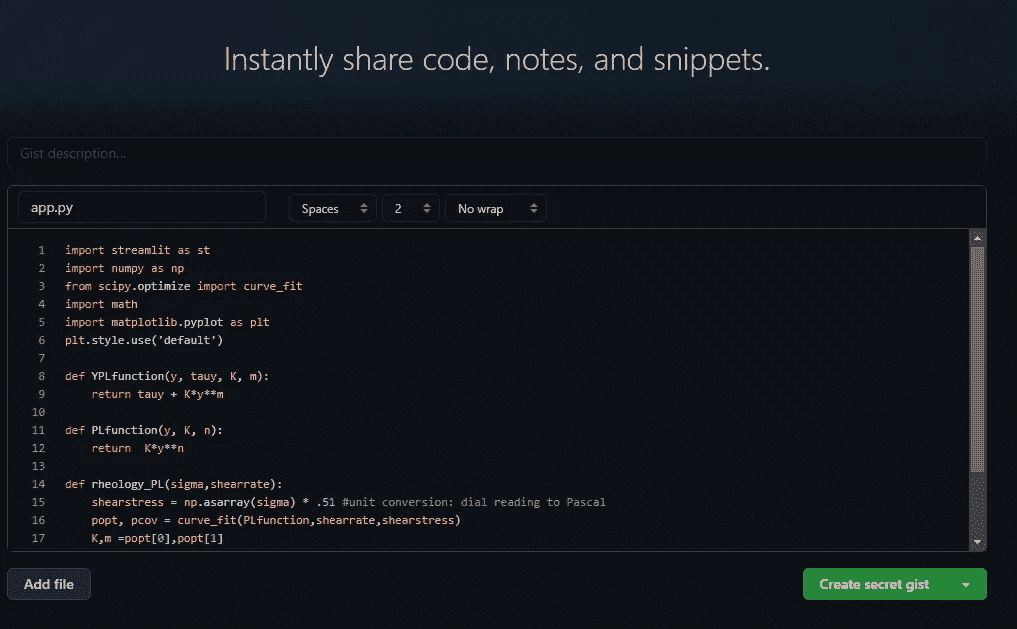 Instantly share code, notes, and snippets.
Gist description...
app.py Spaces 2 No wrap
1 import streamlit as st
2 import numpy as np
3 from scipy.optimize import curve_fit
4 import math
5 import matplotlib.pyplot as plt
6 plt.style.use('default')
7
8 def YPLfunction(y, tauy, K, m):
9     return tauy + K*y**m
10
11 def PLfunction(y, K, n):
12     return  K*y**n
13
14 def rheology_PL(sigma,shearrate):
15     shearstress = np.asarray(sigma) * .51 #unit conversion: dial reading to Pascal
16     popt, pcov = curve_fit(PLfunction,shearrate,shearstress)
17     K,m =popt[0],popt[1]
Add file Create secret gist